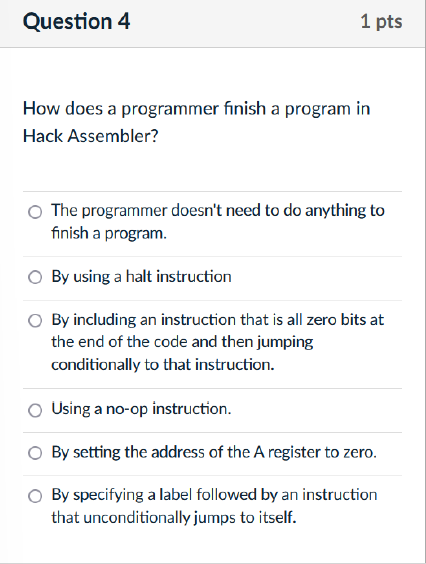 Question 4
1 pts
How does a programmer finish a program in
Hack Assembler?
The programmer doesn't need to do anything to
finish a program.
By using a halt instruction
By including an instruction that is all zero bits at
the end of the code and then jumping
conditionally to that instruction.
Using a no-op instruction.
By setting the address of the A register to zero.
By specifying a label followed by an instruction
that unconditionally jumps to itself.